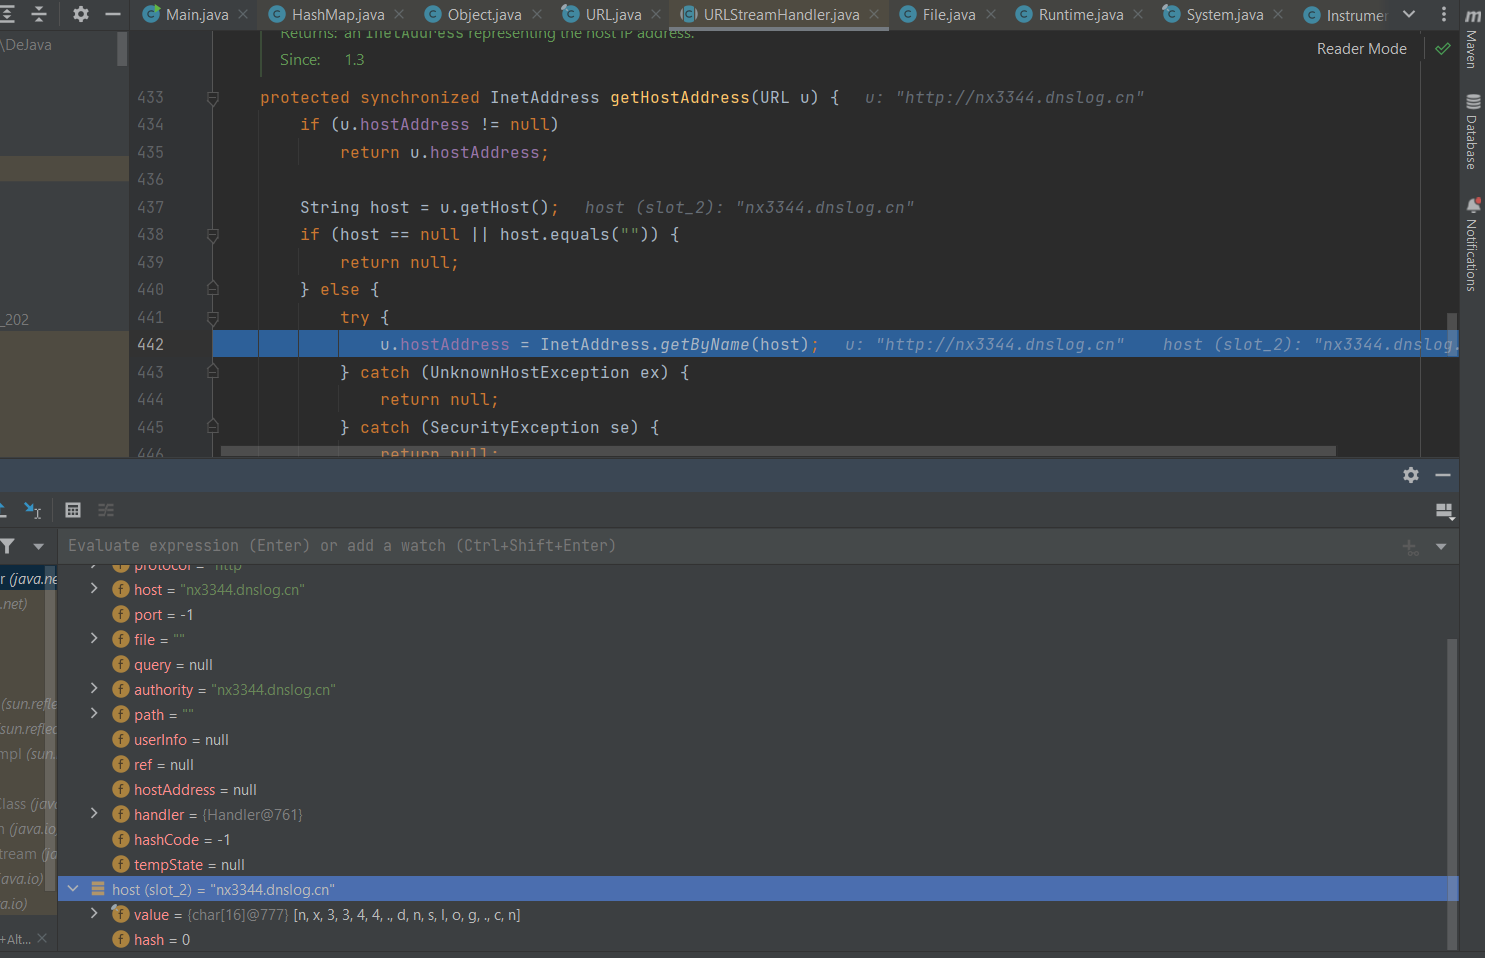 Main.java HashMap.java Object.java URL.java URLStreamHandler.java File.java Runtime.java System.java Instrumer
\DeJava
Returns: an InetAddress representing the host IP address.
Since: 1.3
Reader Mode
433 protected synchronized InetAddress getHostAddress(URL u) { u: "http://nx3344.dnslog.cn"
434 if (u.hostAddress != null)
435 return u.hostAddress;
436
437 String host = u.getHost(); host (slot_2): "nx3344.dnslog.cn"
438 if (host == null || host.equals("")) {
439 return null;
440 } else {
441 try {
442 u.hostAddress = InetAddress.getByName(host); u: "http://nx3344.dnslog.cn" host (slot_2): "nx3344.dnslog.
443 } catch (UnknownHostException ex) {
444 return null;
445 } catch (SecurityException se) {
446 return null;
_202
m
Maven
Database
Notifications
Evaluate expression (Enter) or add a watch (Ctrl+Shift+Enter)
r (java.ne
.net)
(sun.refle
(sun.reflec
mpl (sun.
Class (java
n (java.io)
tream (ja
java.io)
a.io)
+Alt...
protocol = "http"
host = "nx3344.dnslog.cn"
port = -1
file = ""
query = null
authority = "nx3344.dnslog.cn"
path = ""
userInfo = null
ref = null
hostAddress = null
handler = {Handler@761}
hashCode = -1
tempState = null
host (slot_2) = "nx3344.dnslog.cn"
value = {char[16]@777} [n, x, 3, 3, 4, 4, ., d, n, s, l, o, g, ., c, n]
hash = 0